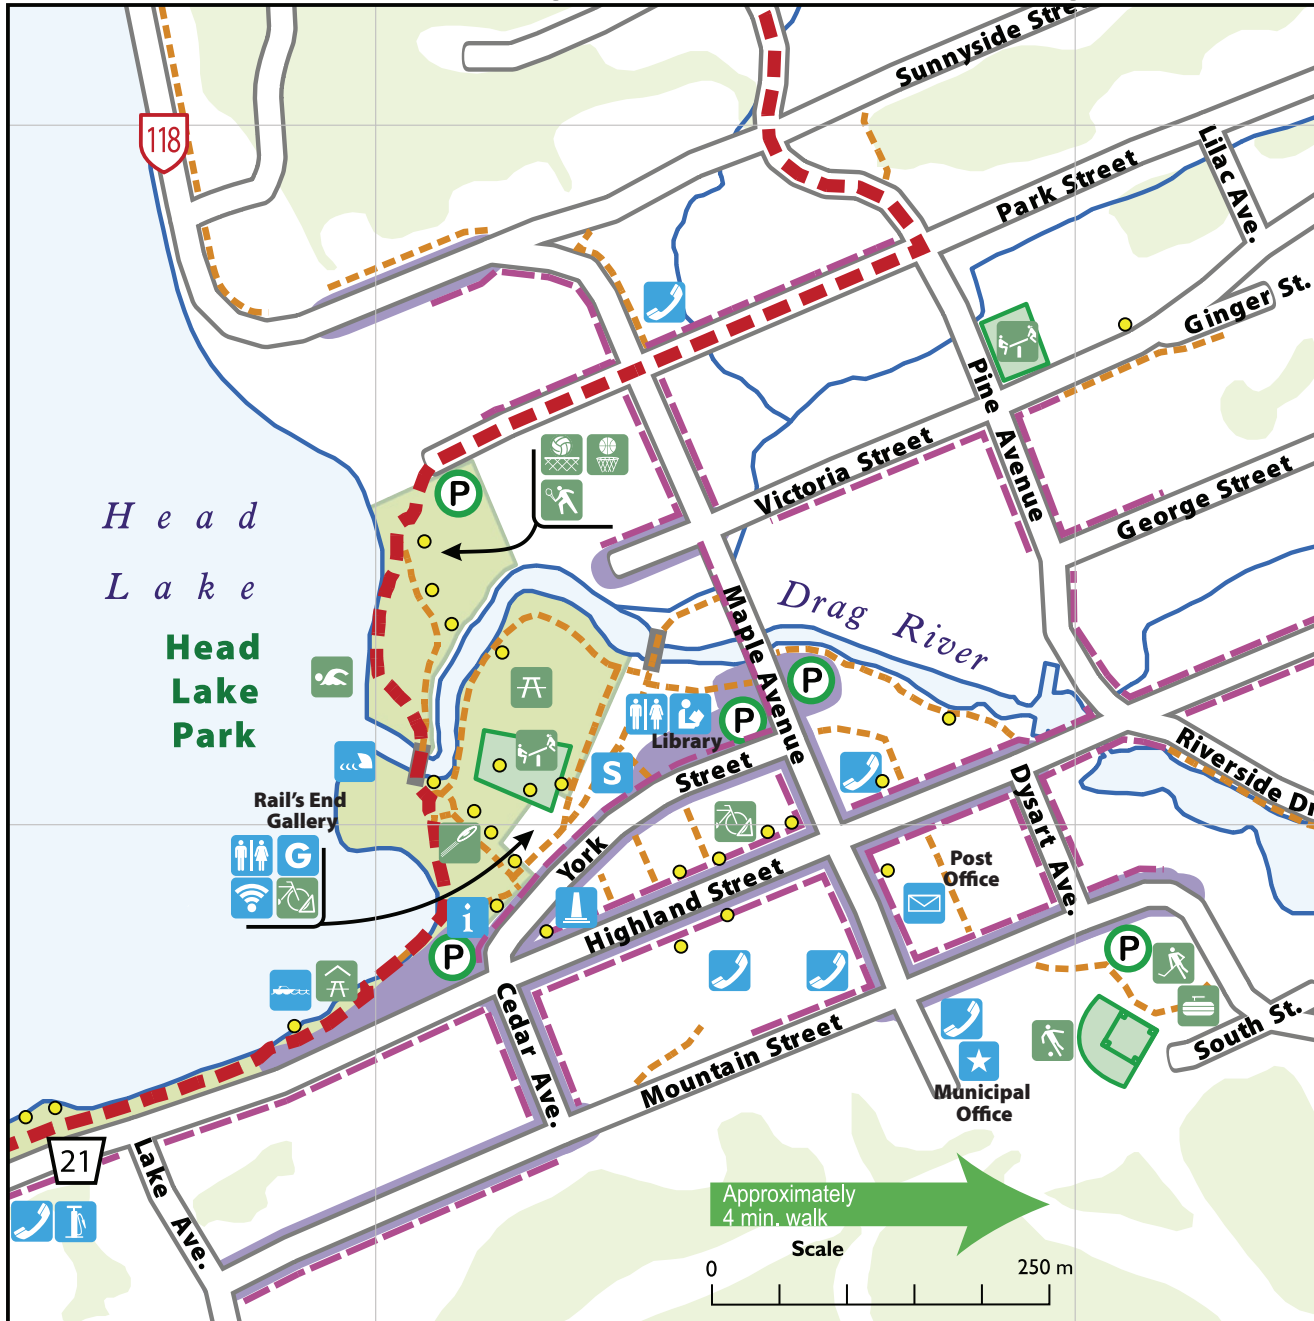 Sunnyside Stre
118
Lilac Ave.
Park Street
Ginger St.
Pine Avenue
P
Victoria Street
George Street
Head
Lake
Drag River
Maple Avenue
Head
Lake
Park
P
P
Library
S
Street
York
Riverside Dr
Rail's End
Gallery
G
Dysart Ave.
Post
Office
i
Highland Street
P
P
Cedar Ave.
Mountain Street
South St.
Municipal
Office
21
Lake Ave.
Approximately
4 min. walk
Scale
0
250 m